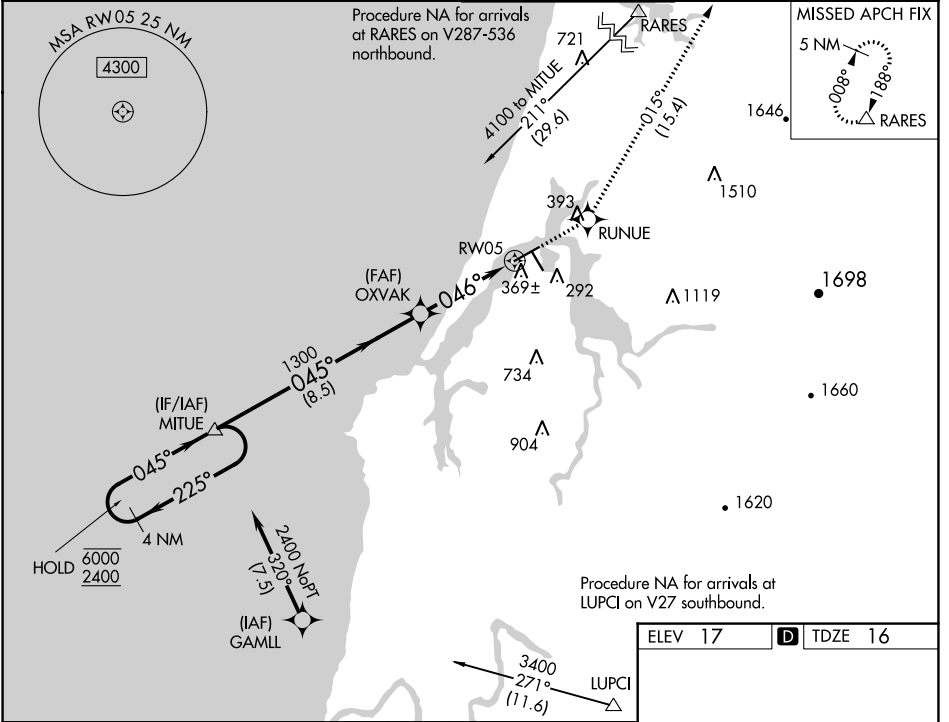 MSA RW05 25 NM
4300
Procedure NA for arrivals
at RARES on V287-536
northbound.
721
RARES
4100 to MITUE
211°
(29.6)
015°
(15.4)
MISSED APCH FIX
5 NM
008°
188°
RARES
1646
1510
393
RUNUE
RW05
369±
292
(FAF)
OXVAK
046°
1119
1698
1300
045°
(8.5)
734
1660
(IF/IAF)
MITUE
904
045°
225°
4 NM
1620
HOLD
6000
2400
2400 NoPT
320°
(7.5)
(IAF)
GAMLL
Procedure NA for arrivals at
LUPCI on V27 southbound.
ELEV 17
D
TDZE 16
3400
271°
(11.6)
LUPCI